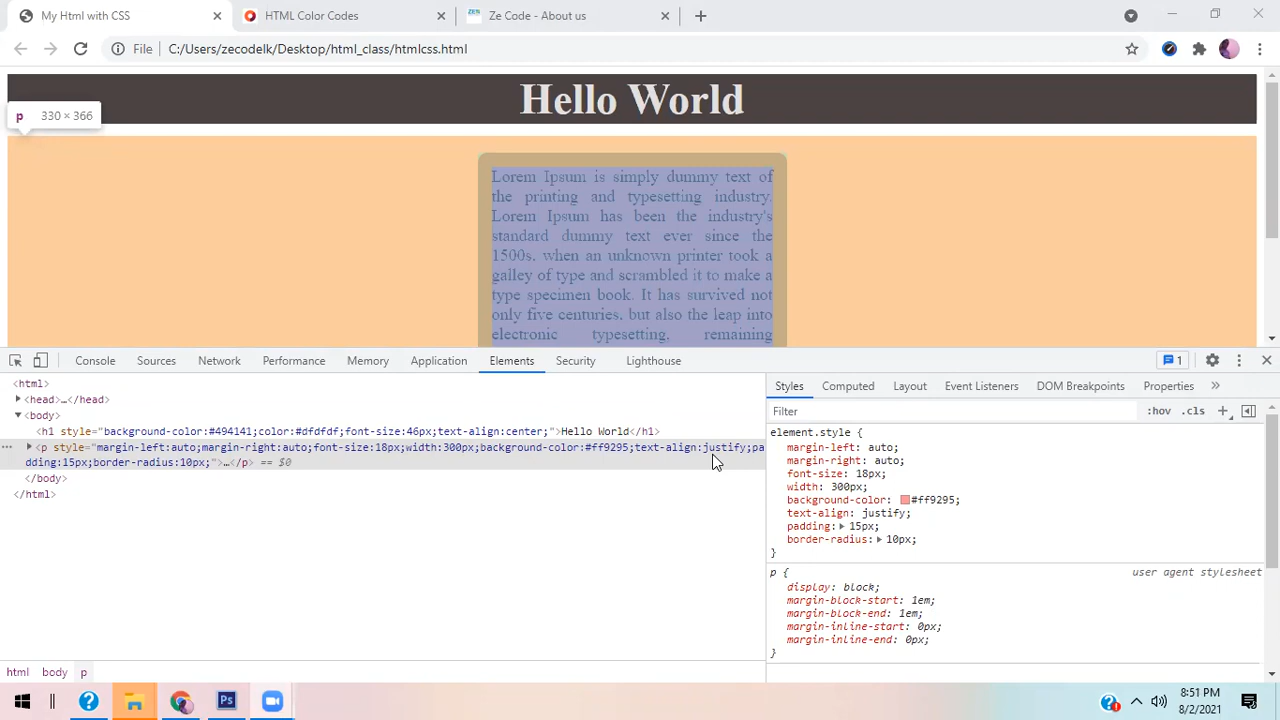 My Html with CSS
HTML Color Codes
Ze Code - About us
File
C:/Users/zecodelk/Desktop/html_class/htmlcss.html
Hello World
p 330 × 366
Lorem Ipsum is simply dummy text of
the printing and typesetting industry.
Lorem Ipsum has been the industry's
standard dummy text ever since the
1500s, when an unknown printer took a
galley of type and scrambled it to make a
type specimen book. It has survived not
only five centuries, but also the leap into
electronic typesetting, remaining
Console Sources Network Performance Memory Application Elements Security Lighthouse
1
<html>
<head>…</head>
<body>
<h1 style="background-color:#494141;color:#dfdfdf;font-size:46px;text-align:center;">Hello World</h1>
<p style="margin-left:auto;margin-right:auto;font-size:18px;width:300px;background-color:#ff9295;text-align:justify;pa
dding:15px;border-radius:10px;">…</p> == $0
</body>
</html>
html body p
Styles Computed Layout Event Listeners DOM Breakpoints Properties
Filter
:hov .cls
element.style {
margin-left: auto;
margin-right: auto;
font-size: 18px;
width: 300px;
background-color: #ff9295;
text-align: justify;
padding: 15px;
border-radius: 10px;
}
p {
user agent stylesheet
display: block;
margin-block-start: 1em;
margin-block-end: 1em;
margin-inline-start: 0px;
margin-inline-end: 0px;
}
Ps
8:51 PM
8/2/2021